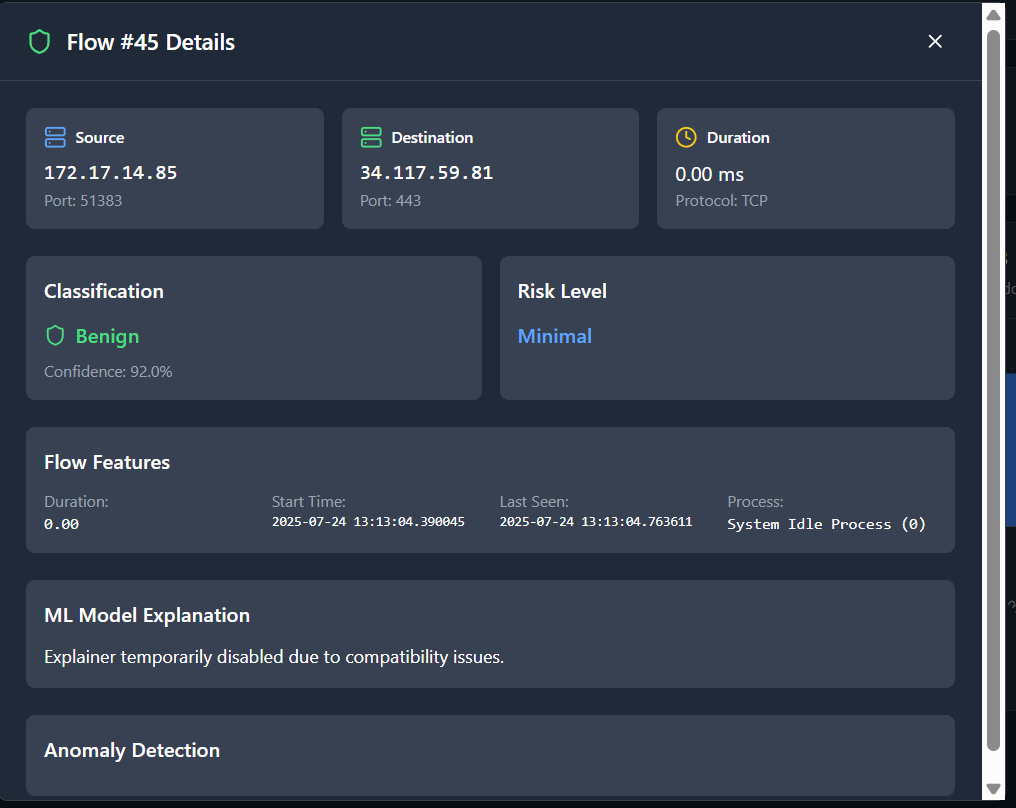 Flow #45 Details
Source
172.17.14.85
Port: 51383
Destination
34.117.59.81
Port: 443
Duration
0.00 ms
Protocol: TCP
Classification
Benign
Confidence: 92.0%
Risk Level
Minimal
Flow Features
Duration:
0.00
Start Time:
2025-07-24 13:13:04.390045
Last Seen:
2025-07-24 13:13:04.763611
Process:
System Idle Process (0)
ML Model Explanation
Explainer temporarily disabled due to compatibility issues.
Anomaly Detection